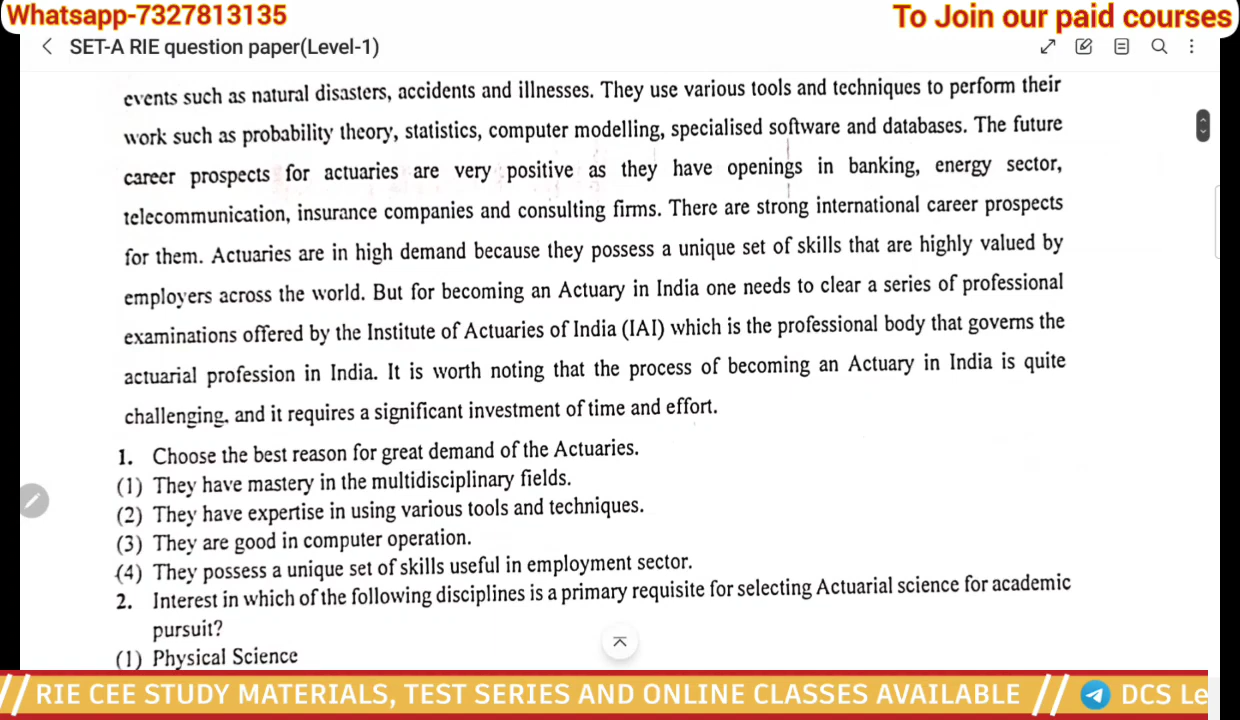 Whatsapp-7327813135
To Join our paid courses
SET-A RIE question paper(Level-1)
events such as natural disasters, accidents and illnesses. They use various tools and techniques to perform their
work such as probability theory, statistics, computer modelling, specialised software and databases. The future
career prospects for actuaries are very positive as they have openings in banking, energy sector,
telecommunication, insurance companies and consulting firms. There are strong international career prospects
for them. Actuaries are in high demand because they possess a unique set of skills that are highly valued by
employers across the world. But for becoming an Actuary in India one needs to clear a series of professional
examinations offered by the Institute of Actuaries of India (IAI) which is the professional body that governs the
actuarial profession in India. It is worth noting that the process of becoming an Actuary in India is quite
challenging, and it requires a significant investment of time and effort.
1. Choose the best reason for great demand of the Actuaries.
(1) They have mastery in the multidisciplinary fields.
(2) They have expertise in using various tools and techniques.
(3) They are good in computer operation.
(4) They possess a unique set of skills useful in employment sector.
2. Interest in which of the following disciplines is a primary requisite for selecting Actuarial science for academic
pursuit?
(1) Physical Science
// RIE CEE STUDY MATERIALS, TEST SERIES AND ONLINE CLASSES AVAILABLE // DCS Le